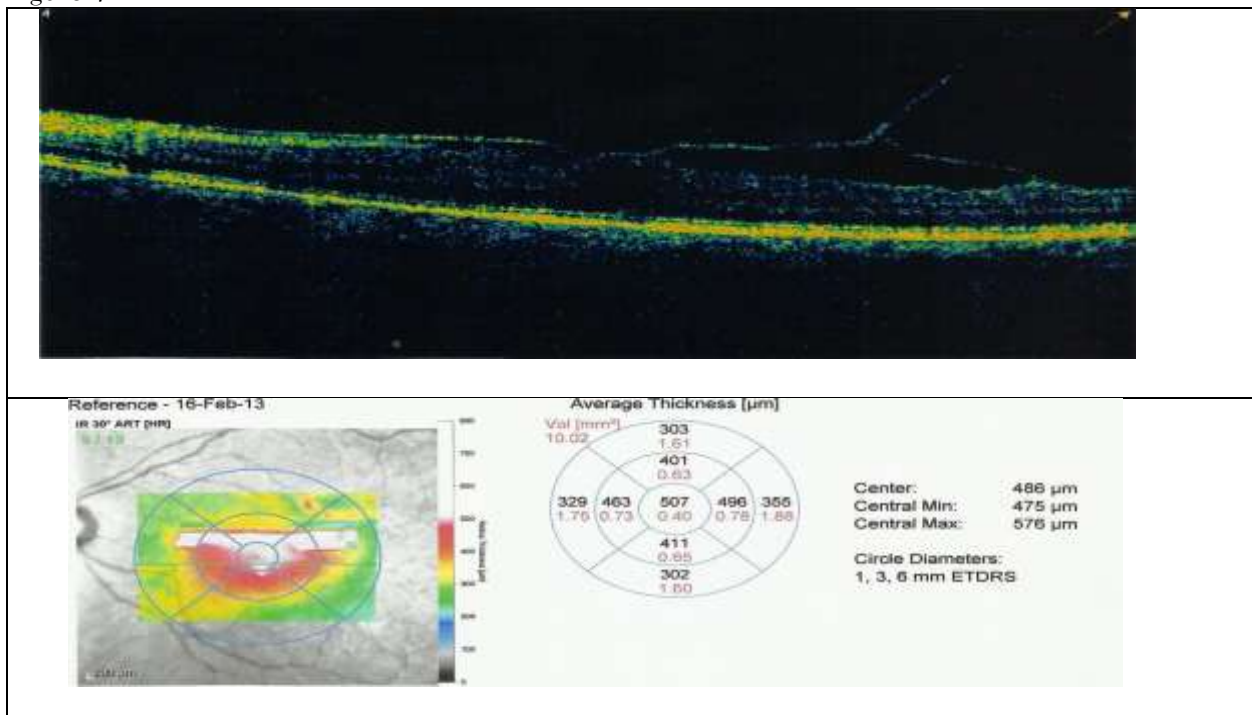 Reference - 16-Feb-13
IR 30° ART [HR]
Average Thickness [µm]
Vol [mm³]
10.02
303
1.61
401
0.63
329 463 507 496 355
1.75 0.73 0.40 0.78 1.88
411
0.65
302
1.60
Center: 486 µm
Central Min: 475 µm
Central Max: 576 µm
Circle Diameters:
1, 3, 6 mm ETDRS
800
200 µm